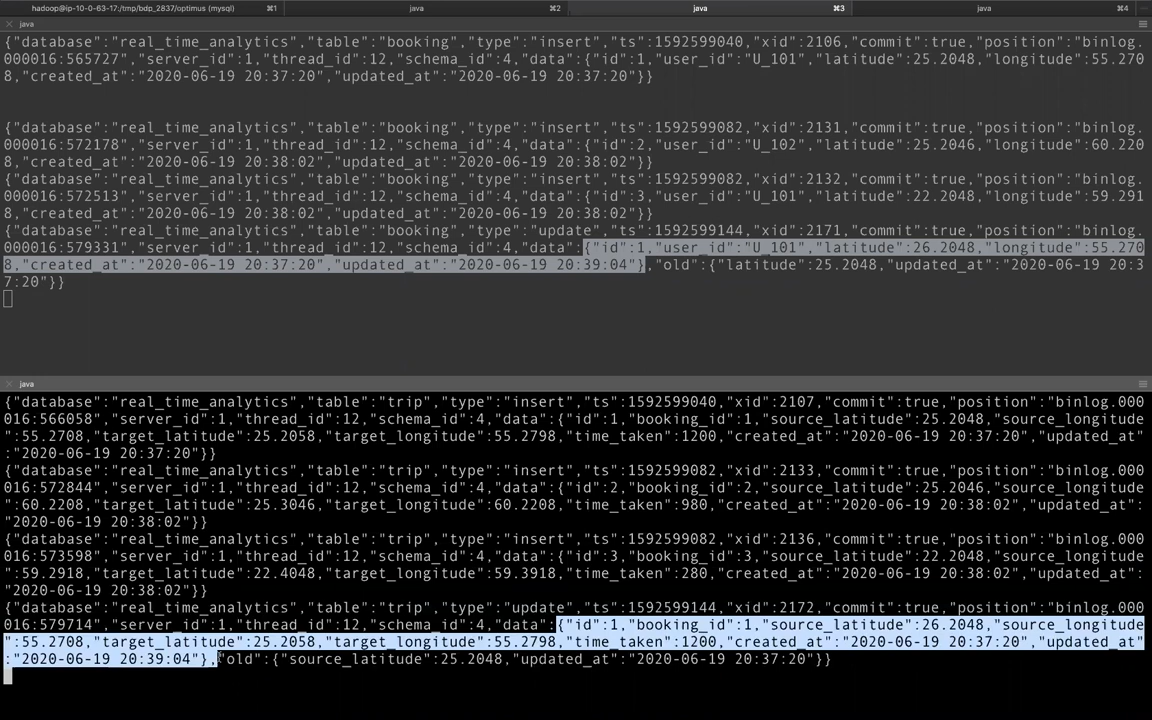 hadoop@ip-10-0-63-17:/tmp/bdp_2837/optimus (mysql) ⌘1 java ⌘2 java ⌘3 java ⌘4
java
{"database":"real_time_analytics","table":"booking","type":"insert","ts":1592599040,"xid":2106,"commit":true,"position":"binlog.
000016:565727","server_id":1,"thread_id":12,"schema_id":4,"data":{"id":1,"user_id":"U_101","latitude":25.2048,"longitude":55.270
8,"created_at":"2020-06-19 20:37:20","updated_at":"2020-06-19 20:37:20"}}
{"database":"real_time_analytics","table":"booking","type":"insert","ts":1592599082,"xid":2131,"commit":true,"position":"binlog.
000016:572178","server_id":1,"thread_id":12,"schema_id":4,"data":{"id":2,"user_id":"U_102","latitude":25.2046,"longitude":60.220
8,"created_at":"2020-06-19 20:38:02","updated_at":"2020-06-19 20:38:02"}}
{"database":"real_time_analytics","table":"booking","type":"insert","ts":1592599082,"xid":2132,"commit":true,"position":"binlog.
000016:572513","server_id":1,"thread_id":12,"schema_id":4,"data":{"id":3,"user_id":"U_101","latitude":22.2048,"longitude":59.291
8,"created_at":"2020-06-19 20:38:02","updated_at":"2020-06-19 20:38:02"}}
{"database":"real_time_analytics","table":"booking","type":"update","ts":1592599144,"xid":2171,"commit":true,"position":"binlog.
000016:579331","server_id":1,"thread_id":12,"schema_id":4,"data":{"id":1,"user_id":"U_101","latitude":26.2048,"longitude":55.270
8,"created_at":"2020-06-19 20:37:20","updated_at":"2020-06-19 20:39:04"},"old":{"latitude":25.2048,"updated_at":"2020-06-19 20:3
7:20"}}
java
{"database":"real_time_analytics","table":"trip","type":"insert","ts":1592599040,"xid":2107,"commit":true,"position":"binlog.000
016:566058","server_id":1,"thread_id":12,"schema_id":4,"data":{"id":1,"booking_id":1,"source_latitude":25.2048,"source_longitude
":55.2708,"target_latitude":25.2058,"target_longitude":55.2798,"time_taken":1200,"created_at":"2020-06-19 20:37:20","updated_at"
:"2020-06-19 20:37:20"}}
{"database":"real_time_analytics","table":"trip","type":"insert","ts":1592599082,"xid":2133,"commit":true,"position":"binlog.000
016:572844","server_id":1,"thread_id":12,"schema_id":4,"data":{"id":2,"booking_id":2,"source_latitude":25.2046,"source_longitude
":60.2208,"target_latitude":25.3046,"target_longitude":60.2208,"time_taken":980,"created_at":"2020-06-19 20:38:02","updated_at":
"2020-06-19 20:38:02"}}
{"database":"real_time_analytics","table":"trip","type":"insert","ts":1592599082,"xid":2136,"commit":true,"position":"binlog.000
016:573598","server_id":1,"thread_id":12,"schema_id":4,"data":{"id":3,"booking_id":3,"source_latitude":22.2048,"source_longitude
":59.2918,"target_latitude":22.4048,"target_longitude":59.3918,"time_taken":280,"created_at":"2020-06-19 20:38:02","updated_at":
"2020-06-19 20:38:02"}}
{"database":"real_time_analytics","table":"trip","type":"update","ts":1592599144,"xid":2172,"commit":true,"position":"binlog.000
016:579714","server_id":1,"thread_id":12,"schema_id":4,"data":{"id":1,"booking_id":1,"source_latitude":26.2048,"source_longitude
":55.2708,"target_latitude":25.2058,"target_longitude":55.2798,"time_taken":1200,"created_at":"2020-06-19 20:37:20","updated_at"
:"2020-06-19 20:39:04"},"old":{"source_latitude":25.2048,"updated_at":"2020-06-19 20:37:20"}}